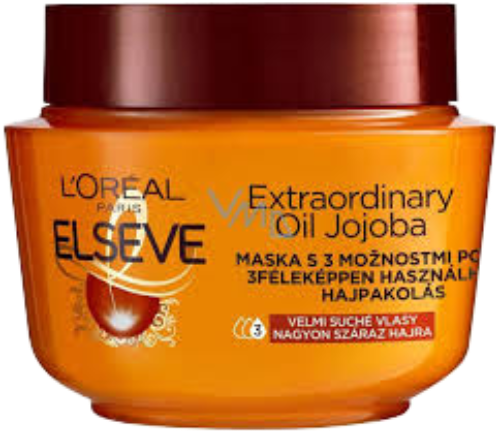 L'ORÉAL
PARIS
ELSEVE
Extraordinary
Oil Jojoba
MASKA S 3 MOŽNOSTMI PO
3FÉLEKÉPPEN HASZNÁLH
HAJPAKOLÁS
3
VELMI SUCHÉ VLASY
NAGYON SZÁRAZ HAJRA